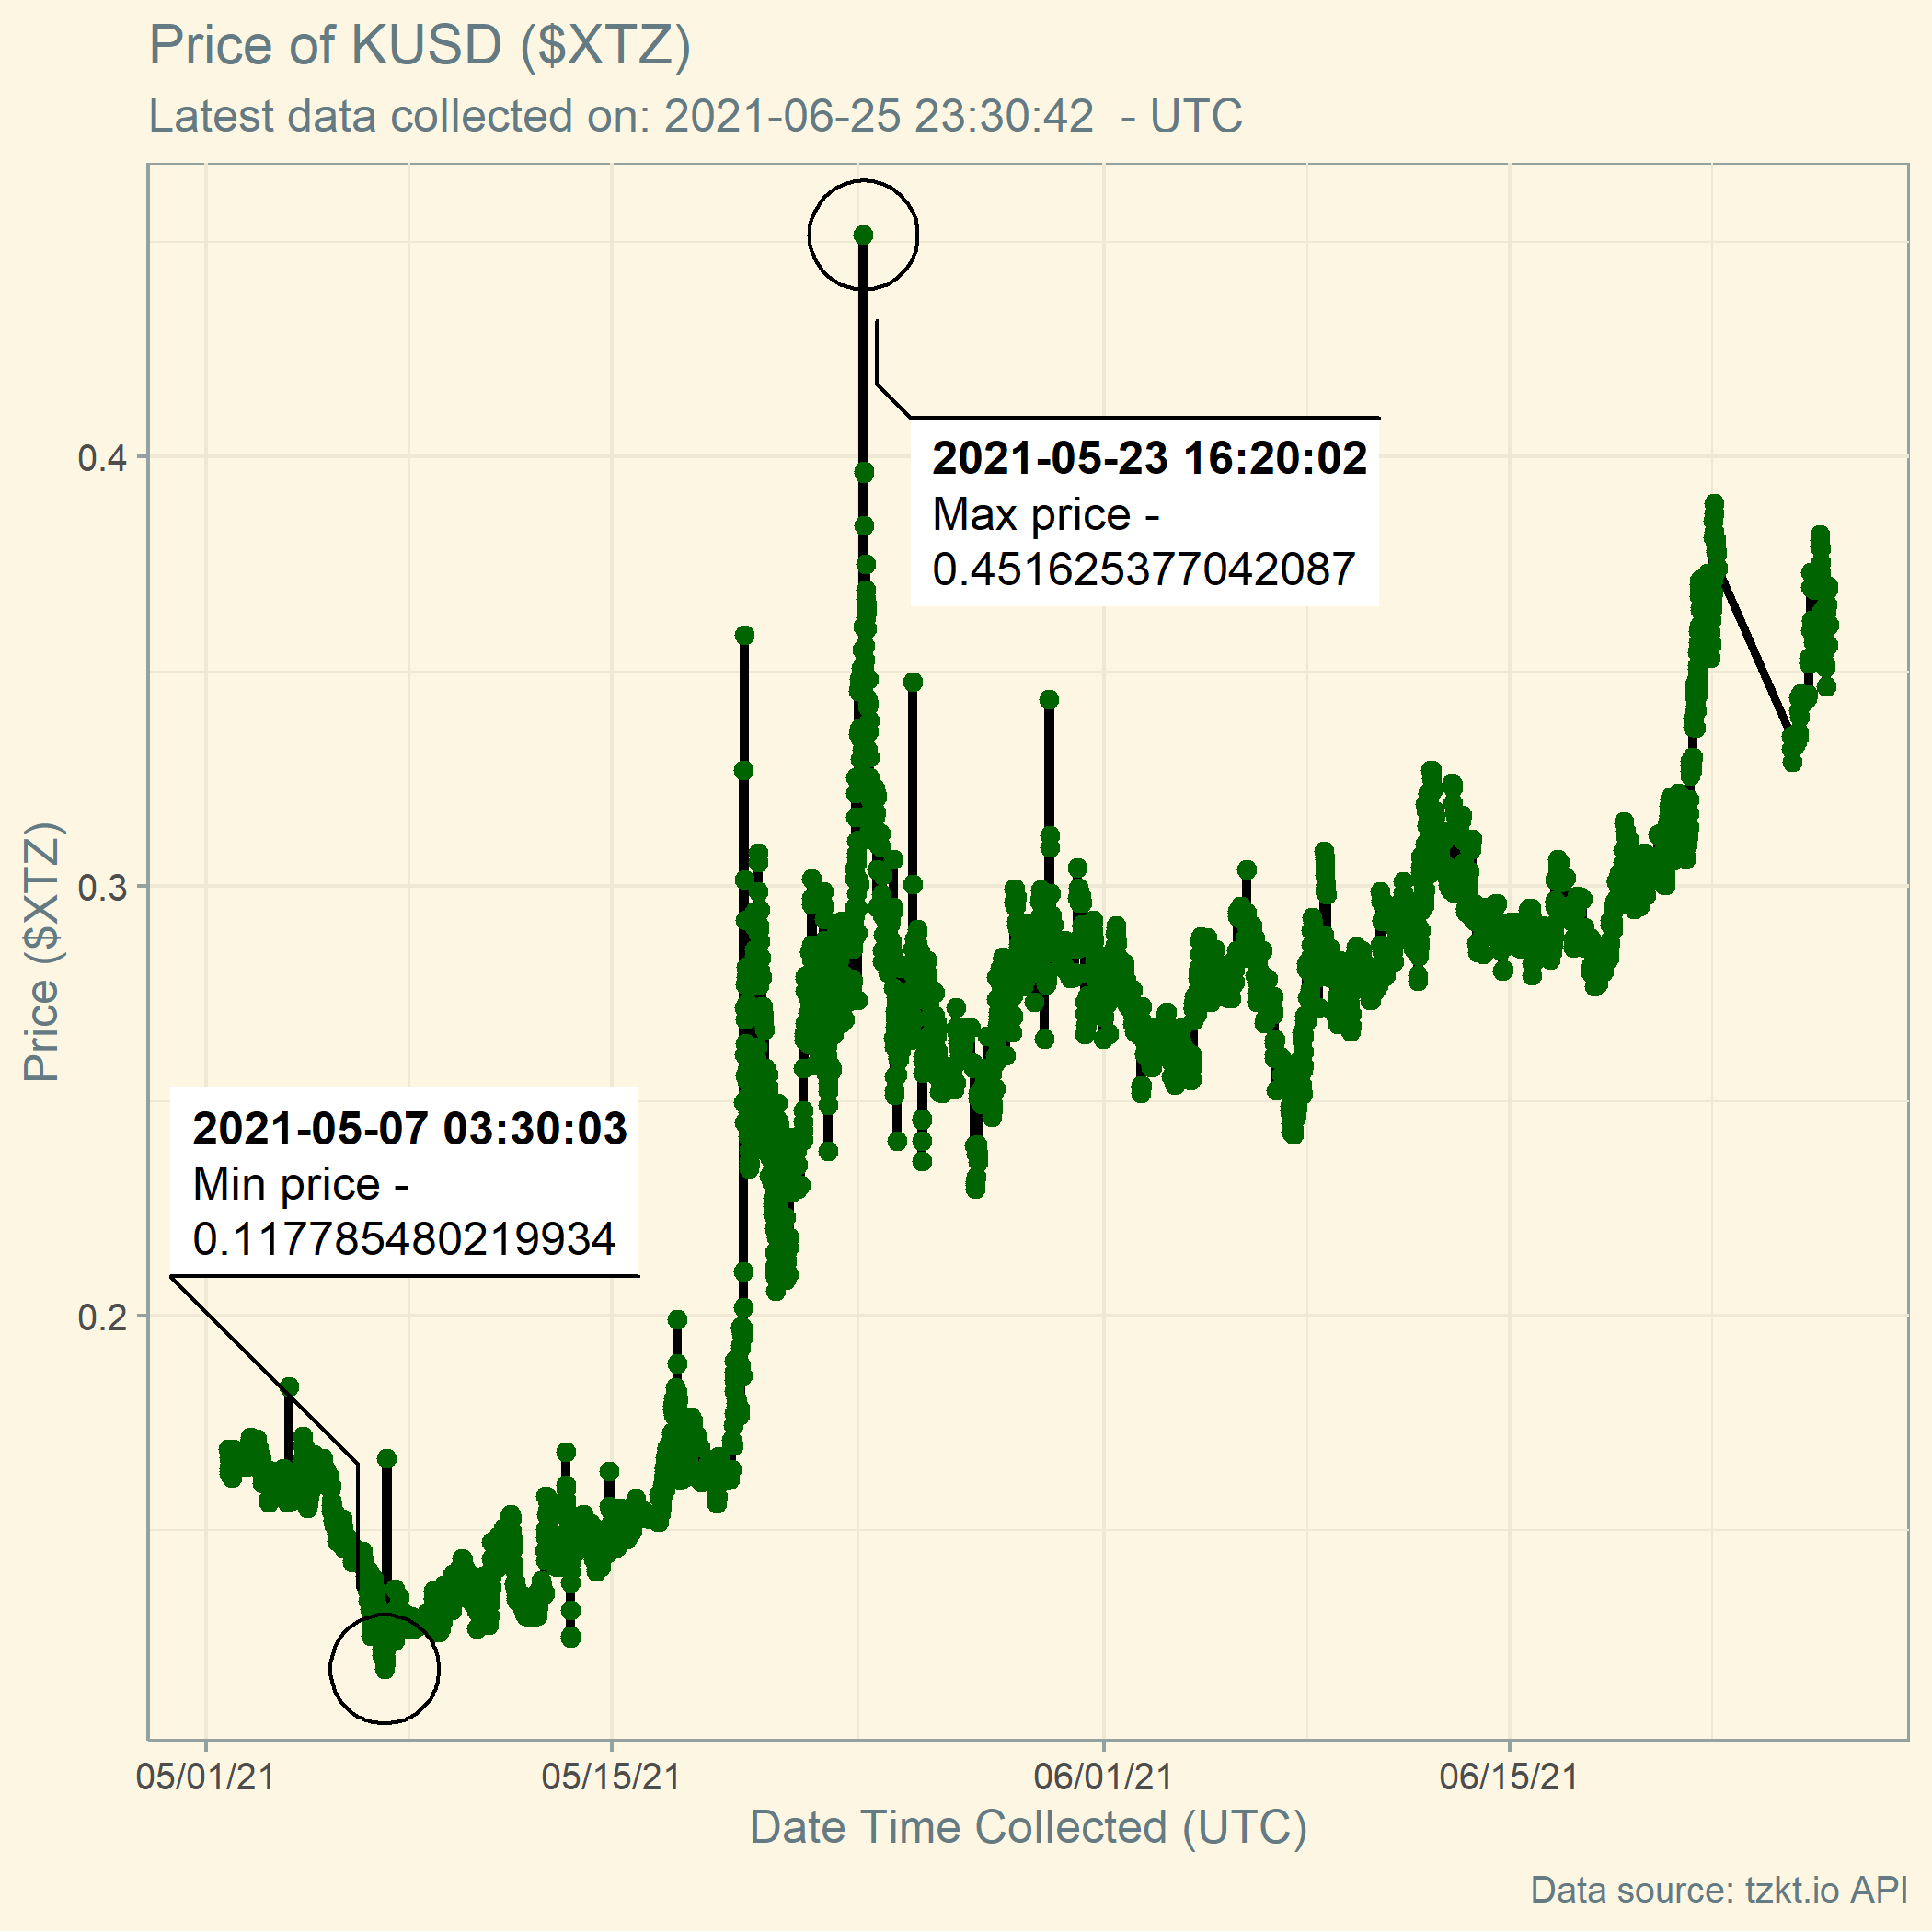 Price of KUSD ($XTZ)
Latest data collected on: 2021-06-25 23:30:42  - UTC
2021-05-23 16:20:02
Max price -
0.451625377042087
2021-05-07 03:30:03
Min price -
0.117785480219934
Price ($XTZ)
0.4
0.3
0.2
05/01/21
05/15/21
06/01/21
06/15/21
Date Time Collected (UTC)
Data source: tzkt.io API